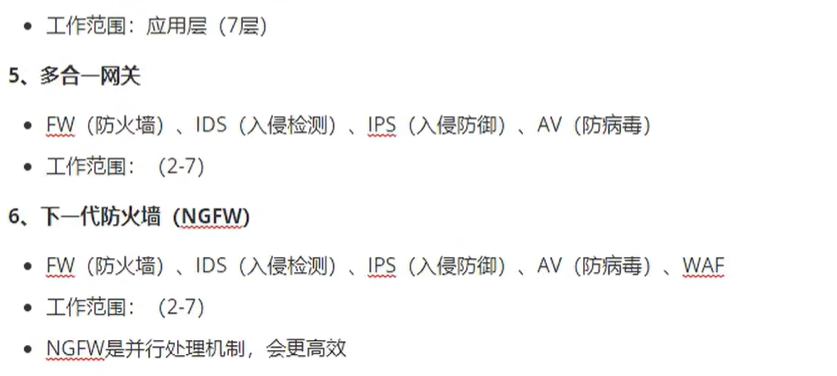 • 工作范围：应用层（7层）
5、多合一网关
• FW（防火墙）、IDS（入侵检测）、IPS（入侵防御）、AV（防病毒）
• 工作范围：（2-7）
6、下一代防火墙（NGFW）
• FW（防火墙）、IDS（入侵检测）、IPS（入侵防御）、AV（防病毒）、WAF
• 工作范围：（2-7）
• NGFW是并行处理机制，会更高效